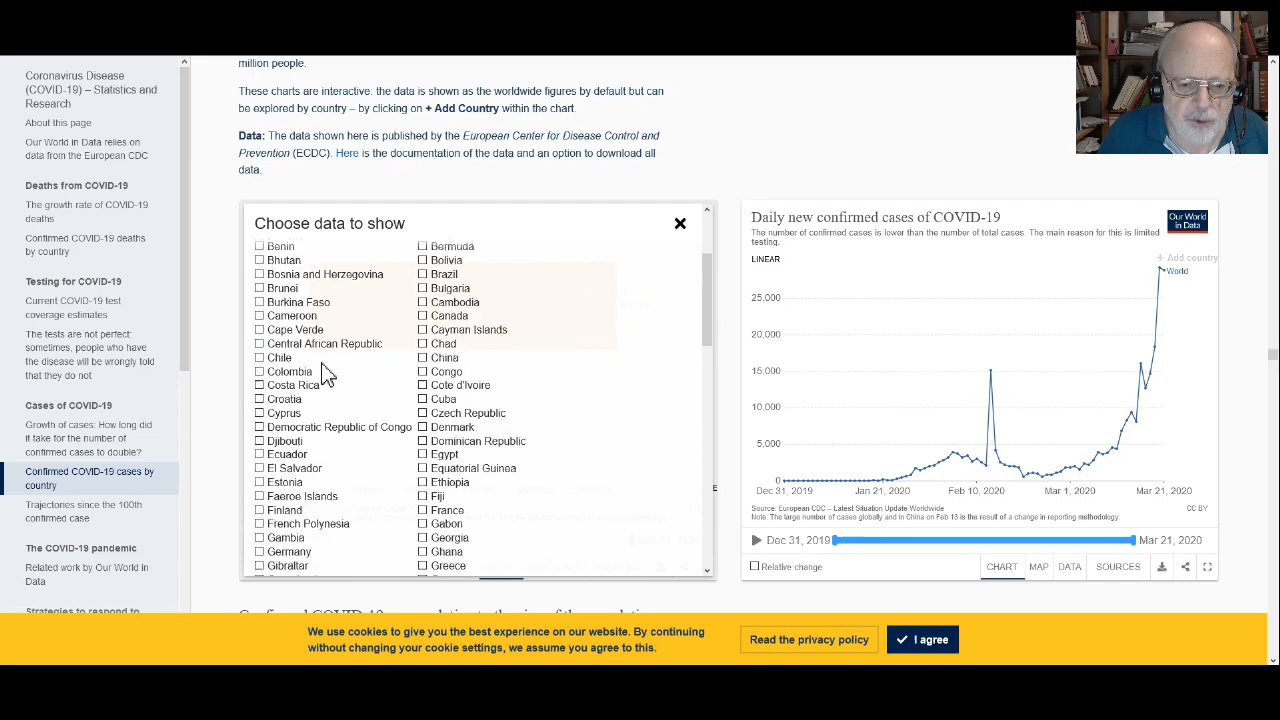 Coronavirus Disease
(COVID-19) – Statistics and
Research
About this page
Our World in Data relies on
data from the European CDC
Deaths from COVID-19
The growth rate of COVID-19
deaths
Confirmed COVID-19 deaths
by country
Testing for COVID-19
Current COVID-19 test
coverage estimates
The tests are not perfect:
sometimes, people who have
the disease will be wrongly told
that they do not
Cases of COVID-19
Growth of cases: How long did
it take for the number of
confirmed cases to double?
Confirmed COVID-19 cases by
country
Trajectories since the 100th
confirmed case
The COVID-19 pandemic
Related work by Our World in
Data
Strategies to respond to
million people.
These charts are interactive: the data is shown as the worldwide figures by default but can
be explored by country – by clicking on + Add Country within the chart.
Data: The data shown here is published by the European Center for Disease Control and
Prevention (ECDC). Here is the documentation of the data and an option to download all
data.
Choose data to show
Benin Bermuda
Bhutan Bolivia
Bosnia and Herzegovina Brazil
Brunei Bulgaria
Burkina Faso Cambodia
Cameroon Canada
Cape Verde Cayman Islands
Central African Republic Chad
Chile China
Colombia Congo
Costa Rica Cote d'Ivoire
Croatia Cuba
Cyprus Czech Republic
Democratic Republic of Congo Denmark
Djibouti Dominican Republic
Ecuador Egypt
El Salvador Equatorial Guinea
Estonia Ethiopia
Faeroe Islands Fiji
Finland France
French Polynesia Gabon
Gambia Georgia
Germany Ghana
Gibraltar Greece
Daily new confirmed cases of COVID-19
The number of confirmed cases is lower than the number of total cases. The main reason for this is limited
testing.
Our World
in Data
LINEAR
+ Add country
World
25,000
20,000
15,000
10,000
5,000
0
Dec 31, 2019 Jan 21, 2020 Feb 10, 2020 Mar 1, 2020 Mar 21, 2020
Source: European CDC – Latest Situation Update Worldwide CC BY
Note: The large number of cases globally and in China on Feb 13 is the result of a change in reporting methodology.
Dec 31, 2019 Mar 21, 2020
Relative change CHART MAP DATA SOURCES
We use cookies to give you the best experience on our website. By continuing
without changing your cookie settings, we assume you agree to this.
Read the privacy policy
I agree